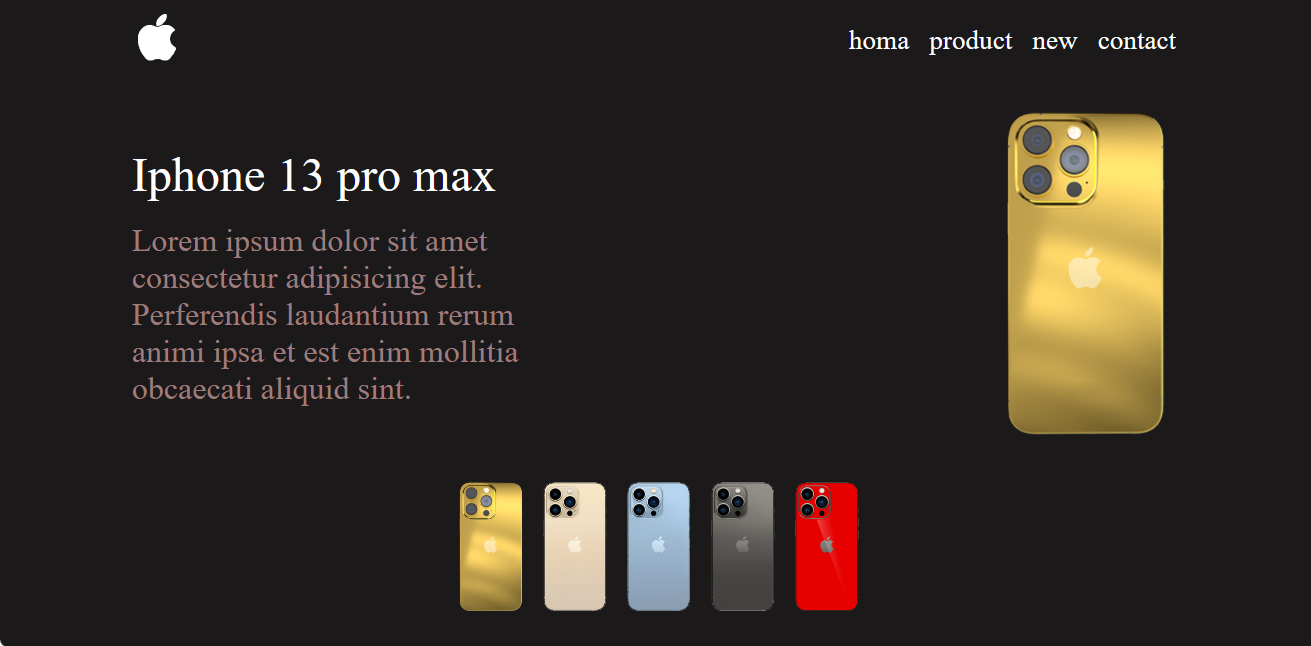 homa product new contact
Iphone 13 pro max
Lorem ipsum dolor sit amet
consectetur adipisicing elit.
Perferendis laudantium rerum
animi ipsa et est enim mollitia
obcaecati aliquid sint.